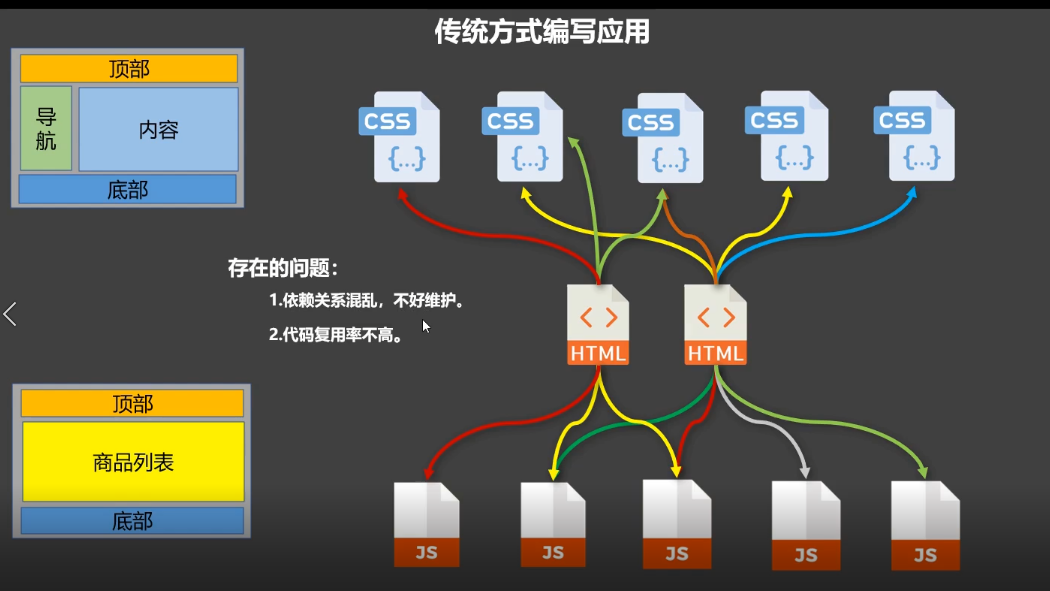 传统方式编写应用
顶部
导航
内容
底部
CSS
{...}
CSS
{...}
CSS
{...}
CSS
{...}
CSS
{...}
存在的问题：
1.依赖关系混乱，不好维护。
2.代码复用率不高。
< >
HTML
< >
HTML
顶部
商品列表
底部
JS
JS
JS
JS
JS